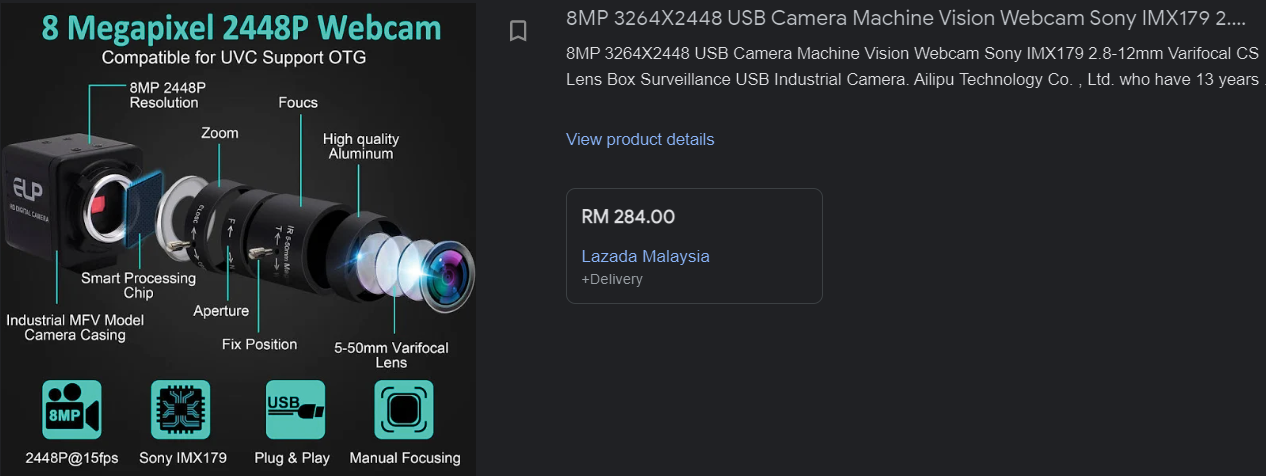 8 Megapixel 2448P Webcam
Compatible for UVC Support OTG
8MP 2448P
Resolution
Foucs
Zoom
High quality
Aluminum
ELP
HD DIGITAL CAMERA
Smart Processing
Chip
Industrial MFV Model
Camera Casing
Aperture
Fix Position
5-50mm Varifocal
Lens
8MP
USB
2448P@15fps
Sony IMX179
Plug & Play
Manual Focusing
8MP 3264X2448 USB Camera Machine Vision Webcam Sony IMX179 2....
8MP 3264X2448 USB Camera Machine Vision Webcam Sony IMX179 2.8-12mm Varifocal CS
Lens Box Surveillance USB Industrial Camera. Ailipu Technology Co. , Ltd. who have 13 years
View product details
RM 284.00
Lazada Malaysia
+Delivery